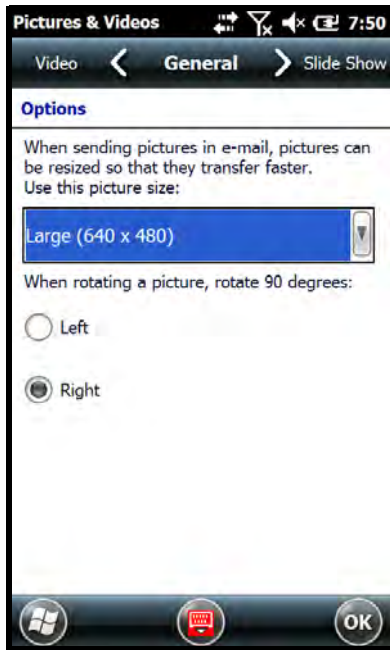 Pictures & Videos 7:50
Video General Slide Show
Options
When sending pictures in e-mail, pictures can
be resized so that they transfer faster.
Use this picture size:
Large (640 x 480)
When rotating a picture, rotate 90 degrees:
Left
Right
OK